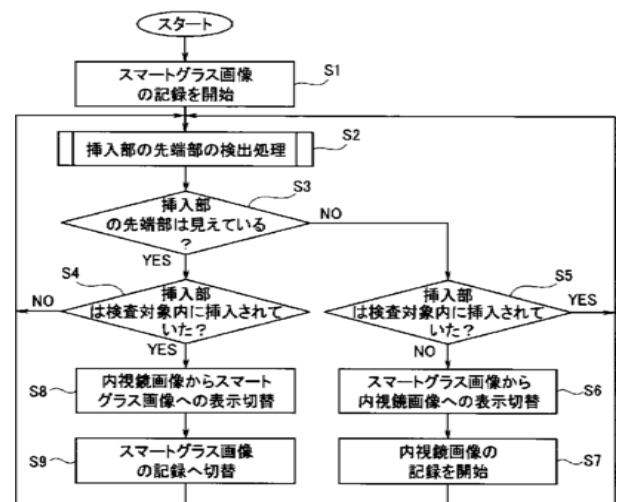 スタート
スマートグラス画像
の記録を開始
S1
挿入部の先端部の検出処理
S2
挿入部
の先端部は見えている
?
S3
NO
YES
S4
挿入部
は検査対象内に挿入されて
いた?
NO
YES
S5
挿入部
は検査対象内に挿入されて
いた?
YES
NO
S8
内視鏡画像からスマート
グラス画像への表示切替
スマートグラス画像から
内視鏡画像への表示切替
S6
S9
スマートグラス画像
の記録へ切替
内視鏡画像の
記録を開始
S7